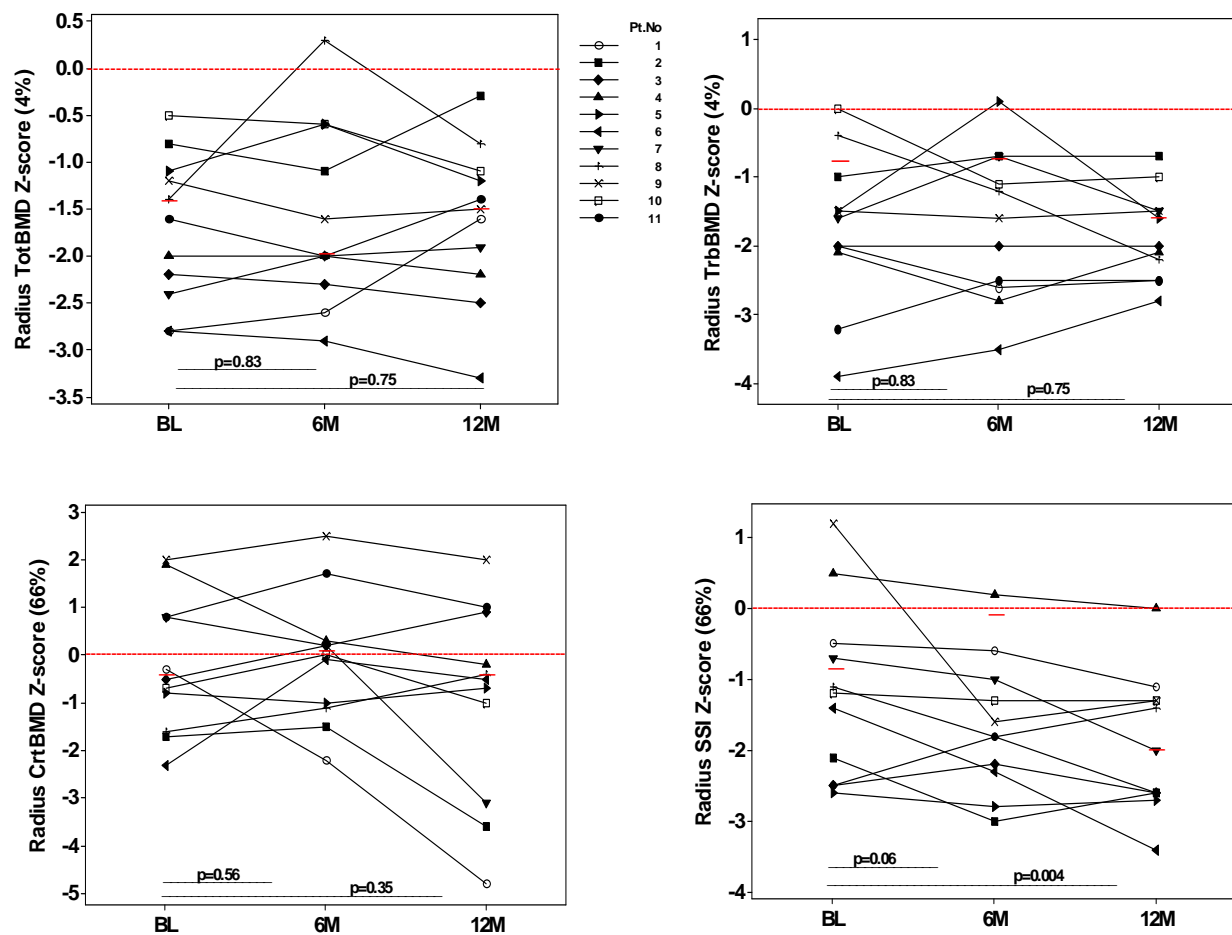 Radius TotBMD Z-score (4%)
0.5
0.0
-0.5
-1.0
-1.5
-2.0
-2.5
-3.0
-3.5
p=0.83
p=0.75
BL 6M 12M
Pt.No
1
2
3
4
5
6
7
8
9
10
11
Radius TrbBMD Z-score (4%)
1
0
-1
-2
-3
-4
p=0.83
p=0.75
BL 6M 12M
Radius CrtBMD Z-score (66%)
3
2
1
0
-1
-2
-3
-4
-5
p=0.56
p=0.35
BL 6M 12M
Radius SSI Z-score (66%)
1
0
-1
-2
-3
-4
p=0.06
p=0.004
BL 6M 12M